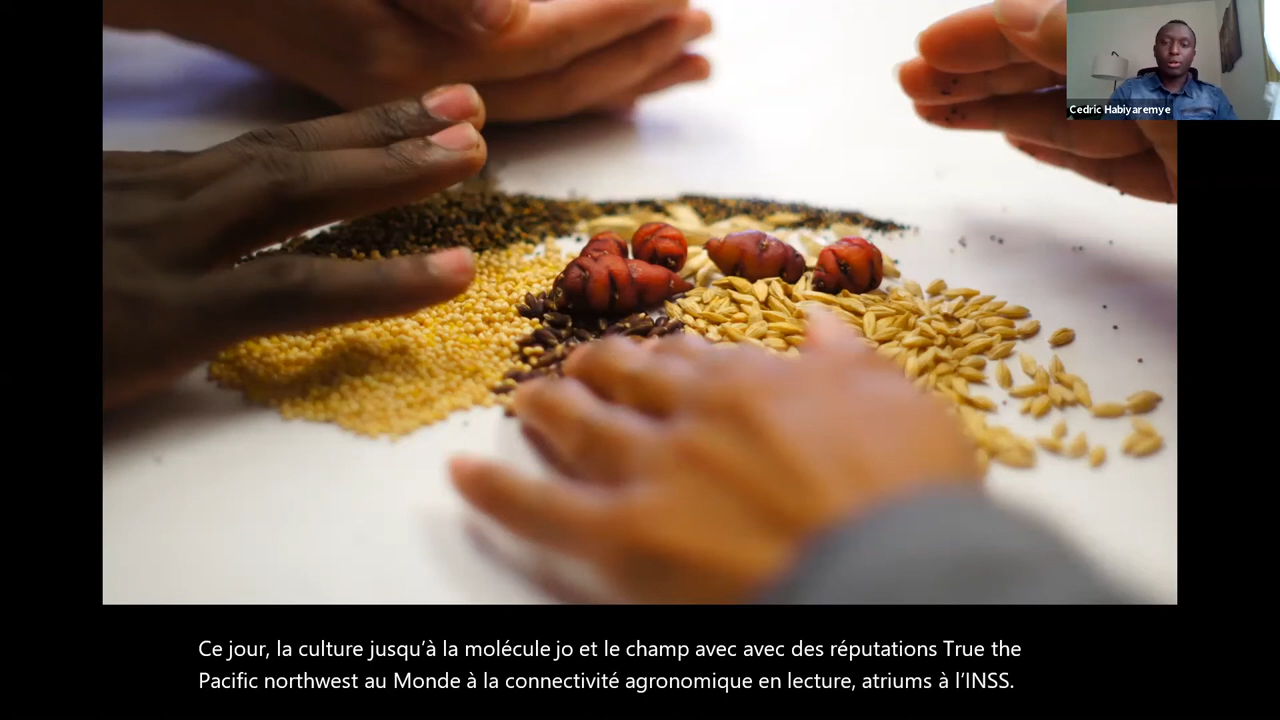 Cedric Habiyaremye
Ce jour, la culture jusqu’à la molécule jo et le champ avec avec des réputations True the
Pacific northwest au Monde à la connectivité agronomique en lecture, atriums à l’INSS.